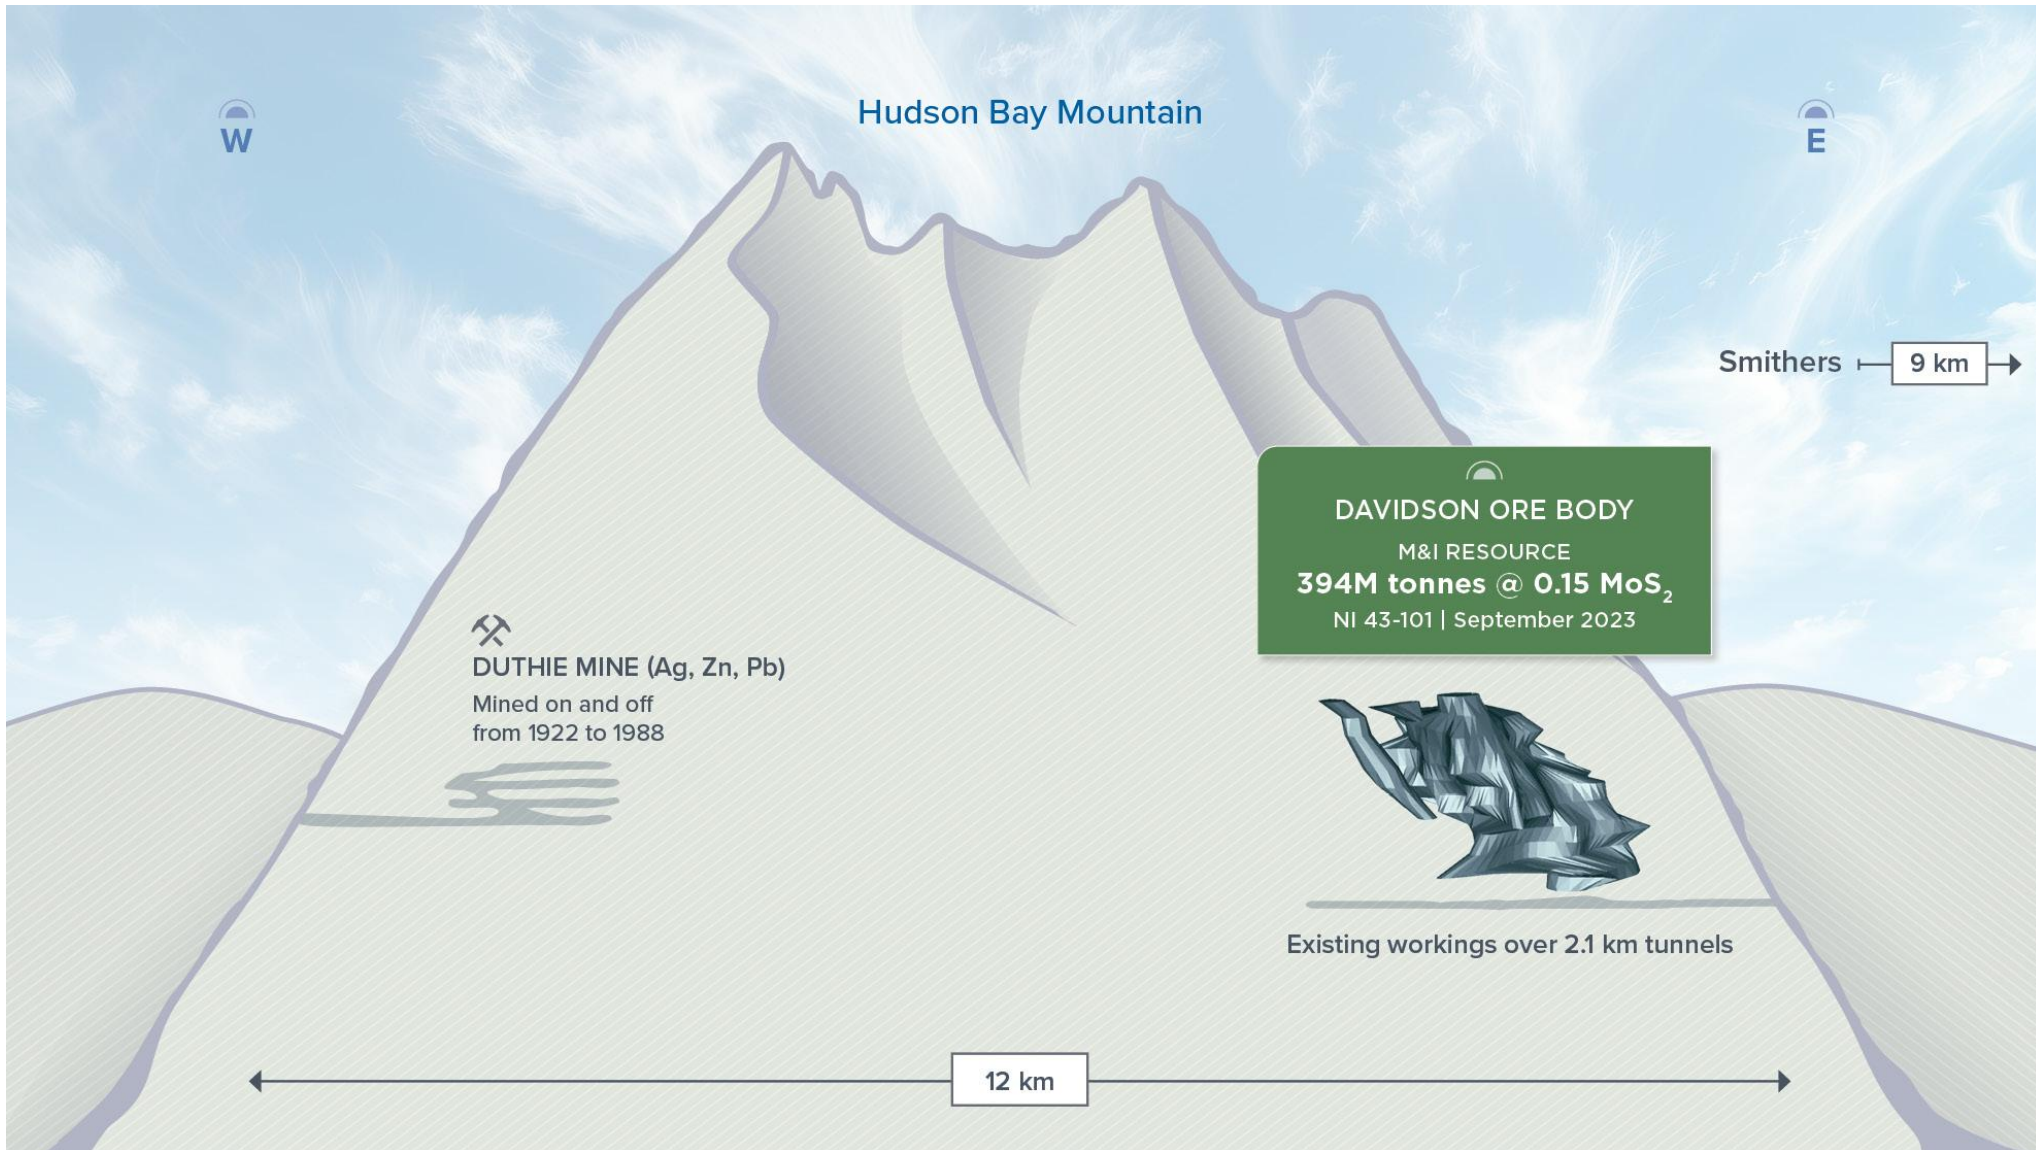 Hudson Bay Mountain
W
E
Smithers
9 km
DAVIDSON ORE BODY
M&I RESOURCE
394M tonnes @ 0.15 MoS₂
NI 43-101 | September 2023
DUTHIE MINE (Ag, Zn, Pb)
Mined on and off
from 1922 to 1988
Existing workings over 2.1 km tunnels
12 km